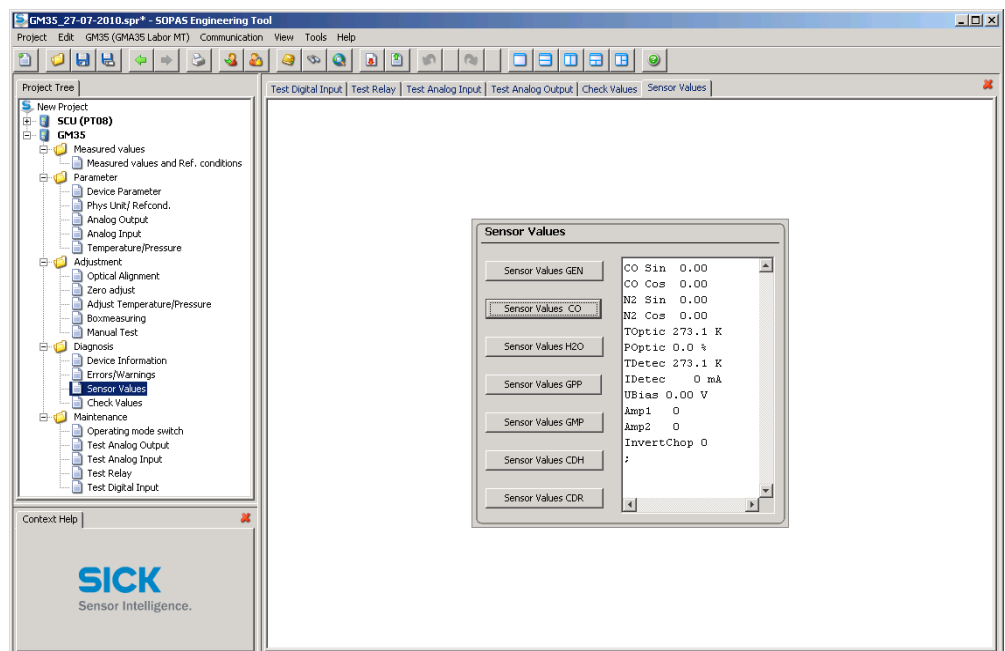 GM35_27-07-2010.spr* - SOPAS Engineering Tool
Project Edit GM35 (GMA35 Labor MT) Communication View Tools Help
Project Tree
New Project
SCU (PT08)
GM35
Measured values
Measured values and Ref. conditions
Parameter
Device Parameter
Phys Unit/ Refcond.
Analog Output
Analog Input
Temperature/Pressure
Adjustment
Optical Alignment
Zero adjust
Adjust Temperature/Pressure
Boxmeasuring
Manual Test
Diagnosis
Device Information
Errors/Warnings
Sensor Values
Check Values
Maintenance
Operating mode switch
Test Analog Output
Test Analog Input
Test Relay
Test Digital Input
Context Help
SICK
Sensor Intelligence.
Test Digital Input Test Relay Test Analog Input Test Analog Output Check Values Sensor Values
Sensor Values
Sensor Values GEN
Sensor Values CO
Sensor Values H2O
Sensor Values GPP
Sensor Values GMP
Sensor Values CDH
Sensor Values CDR
CO Sin 0.00
CO Cos 0.00
N2 Sin 0.00
N2 Cos 0.00
TOptic 273.1 K
POptic 0.0 %
TDetec 273.1 K
IDetec 0 mA
UBias 0.00 V
Amp1 0
Amp2 0
InvertChop 0
;